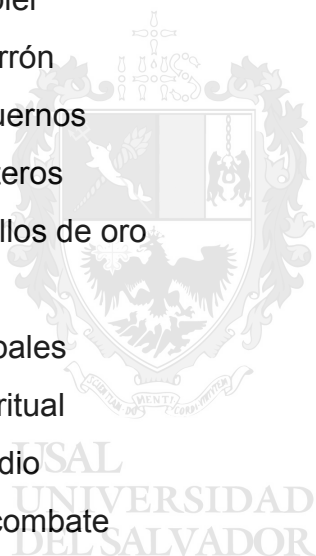 rrón
uernos
teros
llos de oro
bales
ritual
dio
combate
USAL
UNIVERSIDAD
DEL SALVADOR